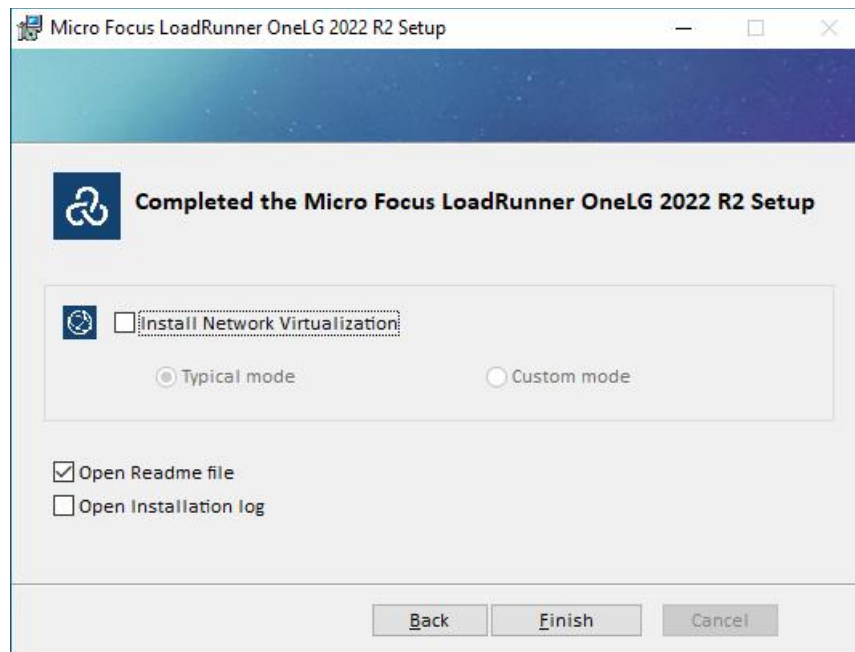 Micro Focus LoadRunner OneLG 2022 R2 Setup
Completed the Micro Focus LoadRunner OneLG 2022 R2 Setup
Install Network Virtualization
Typical mode Custom mode
Open Readme file
Open Installation log
Back Finish Cancel